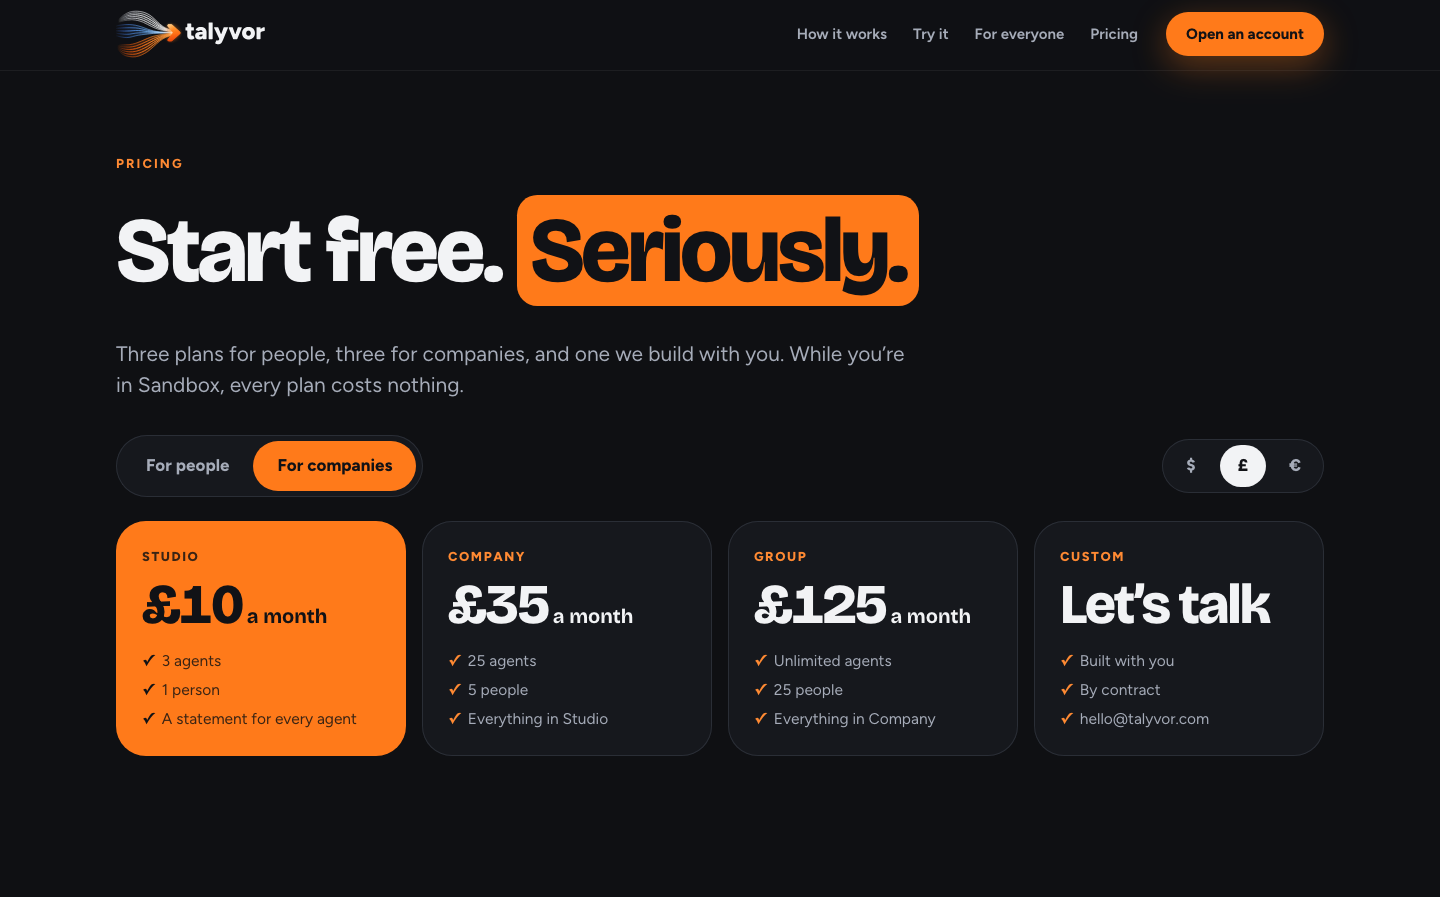 talyvor
How it works
Try it
For everyone
Pricing
Open an account
PRICING
Start free. Seriously.
Three plans for people, three for companies, and one we build with you. While you’re
in Sandbox, every plan costs nothing.
For people
For companies
$
£
€
STUDIO
£10 a month
✓ 3 agents
✓ 1 person
✓ A statement for every agent
COMPANY
£35 a month
✓ 25 agents
✓ 5 people
✓ Everything in Studio
GROUP
£125 a month
✓ Unlimited agents
✓ 25 people
✓ Everything in Company
CUSTOM
Let’s talk
✓ Built with you
✓ By contract
✓ hello@talyvor.com